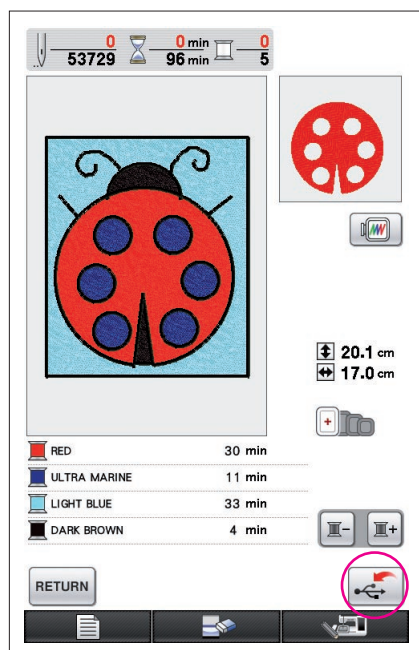 0 0 min 0
53729 96 min 5
20.1 cm
17.0 cm
RED 30 min
ULTRA MARINE 11 min
LIGHT BLUE 33 min
DARK BROWN 4 min
- +
RETURN